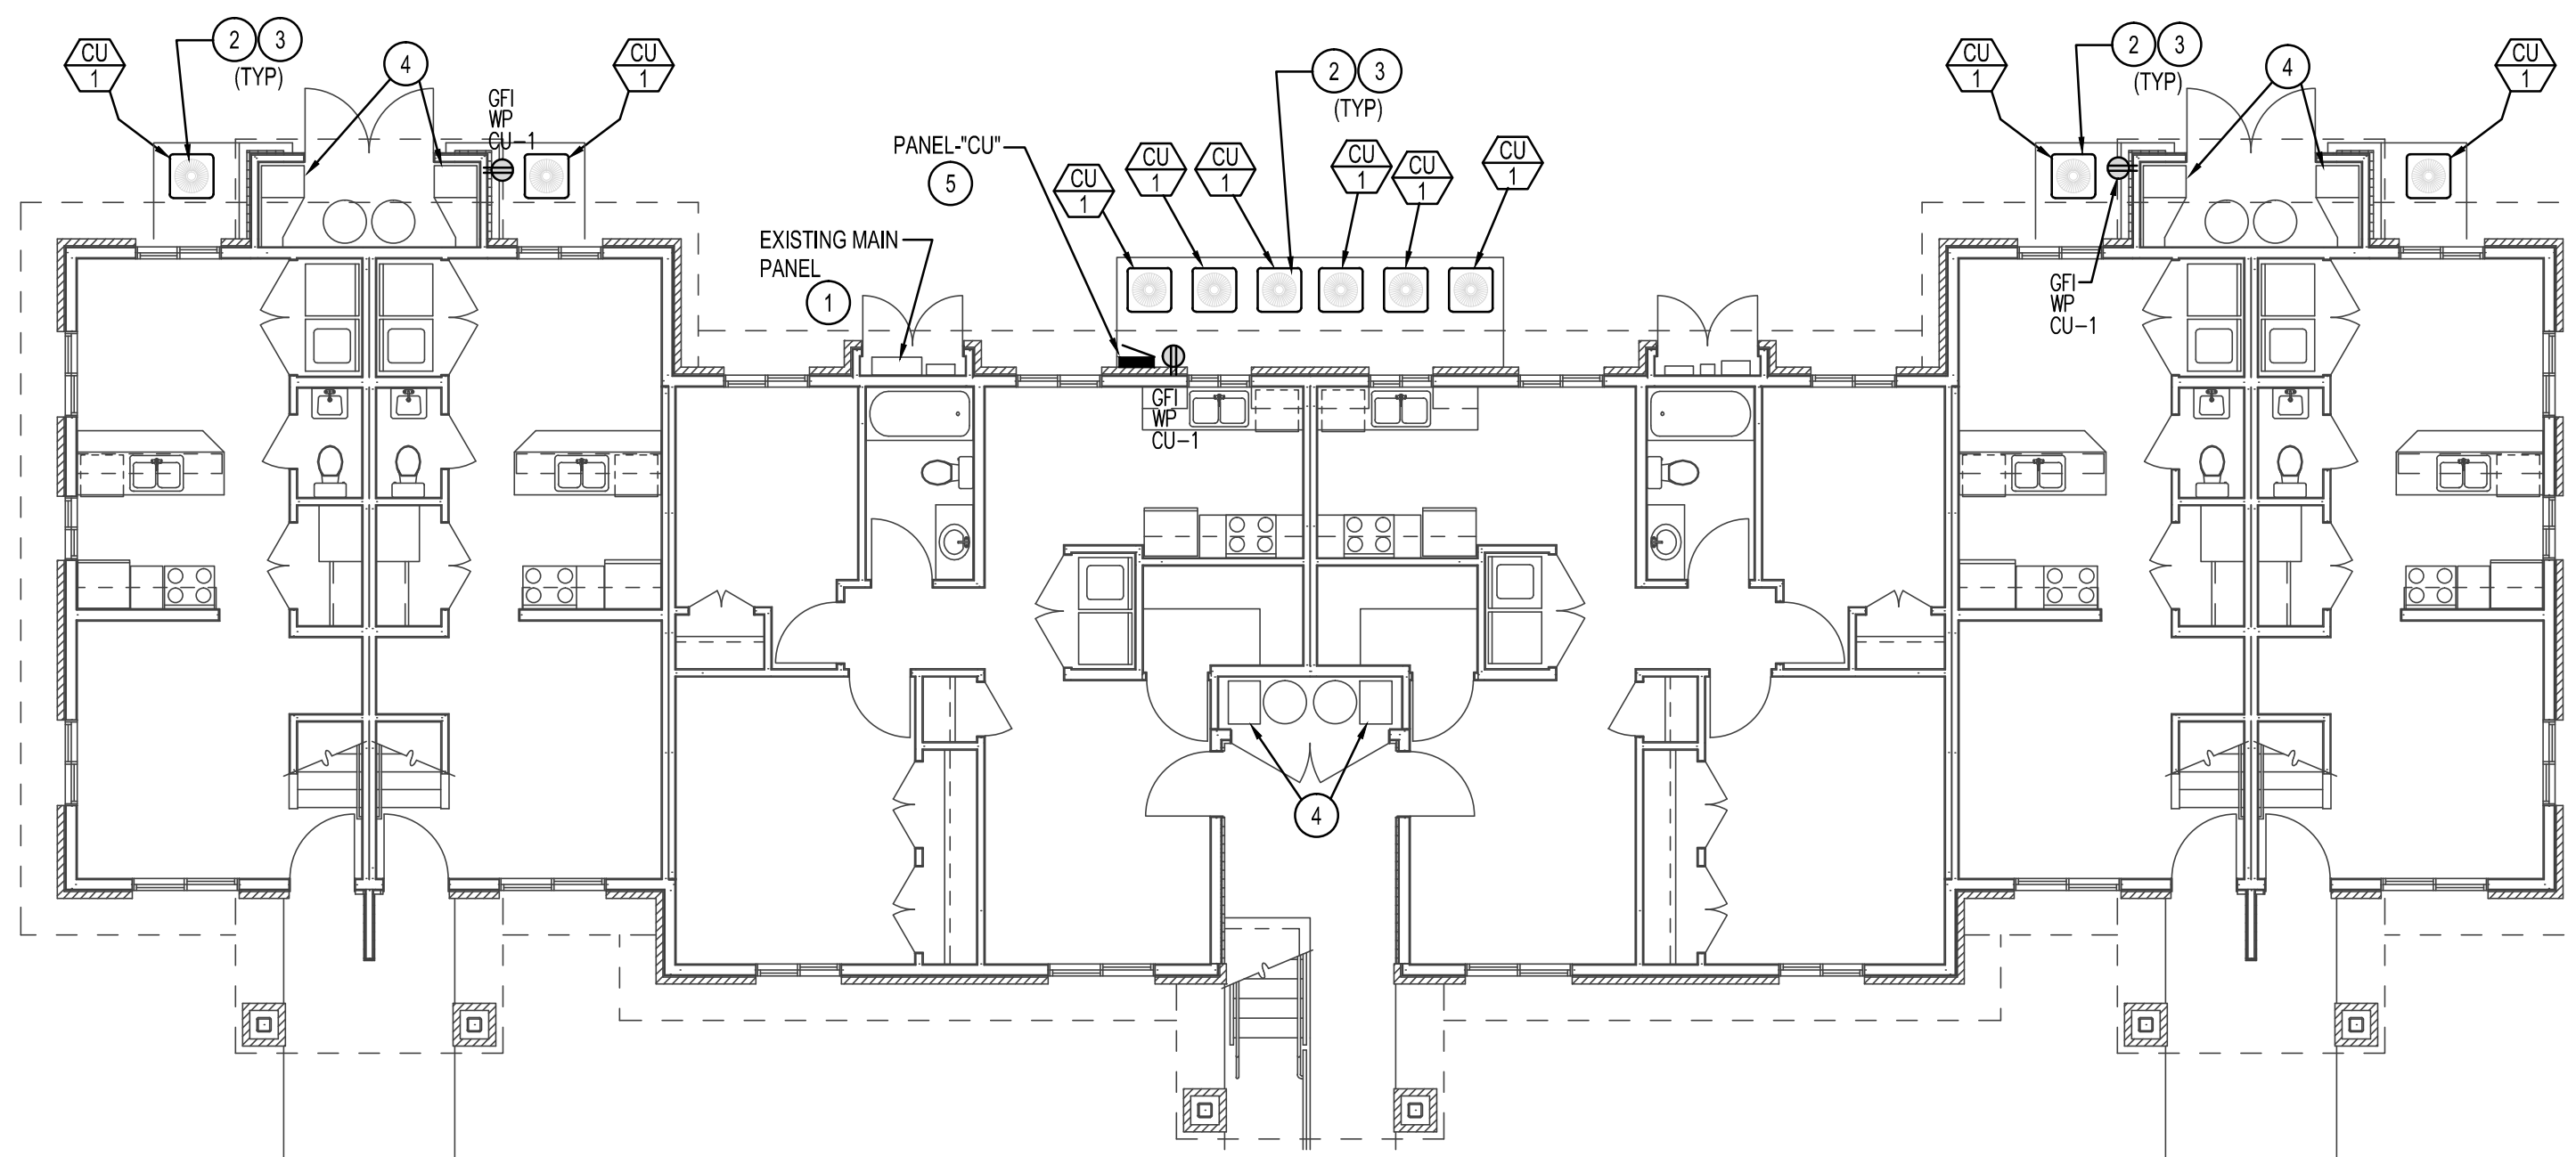 CU
1
2 3
(TYP)
4
GFI
WP
CU-1
CU
1
PANEL-"CU"
5
EXISTING MAIN
PANEL
1
CU
1
CU
1
CU
1
2 3
(TYP)
CU
1
CU
1
CU
1
GFI
WP
CU-1
4
CU
1
2 3
(TYP)
4
CU
1
GFI
WP
CU-1